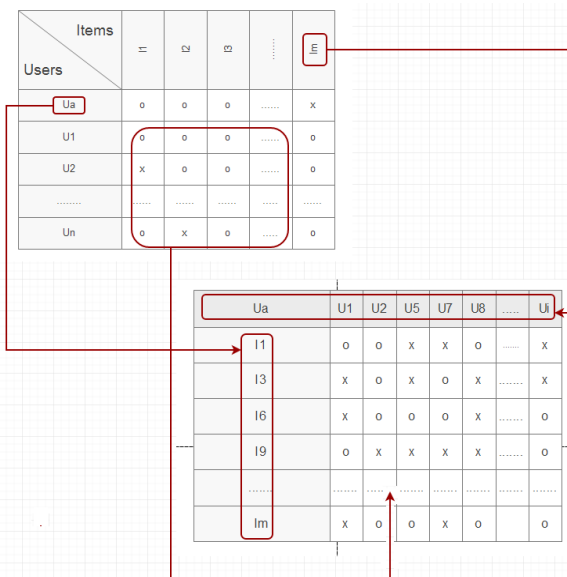 Items
Users
I1 I2 I3 ...... Im
Ua o o o ...... x
U1 o o o ...... o
U2 x o o ...... o
......... ...... ...... ...... ..... ......
Un o x o ..... o
Ua U1 U2 U5 U7 U8 ..... Ui
I1 o o x x o ....... x
I3 x o x o x ....... x
I6 x o o o x ....... o
I9 o x x x x ....... o
....... ....... ..... ....... ....... ....... ....... .......
Im x o o x o o